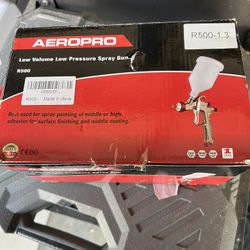 AEROPRO
R500-1.3
Low Volume Low Pressure Spray Gun
R500
Made in china
Best used for spray painting of middle or high
adhesive for surface finishing and middle coating.